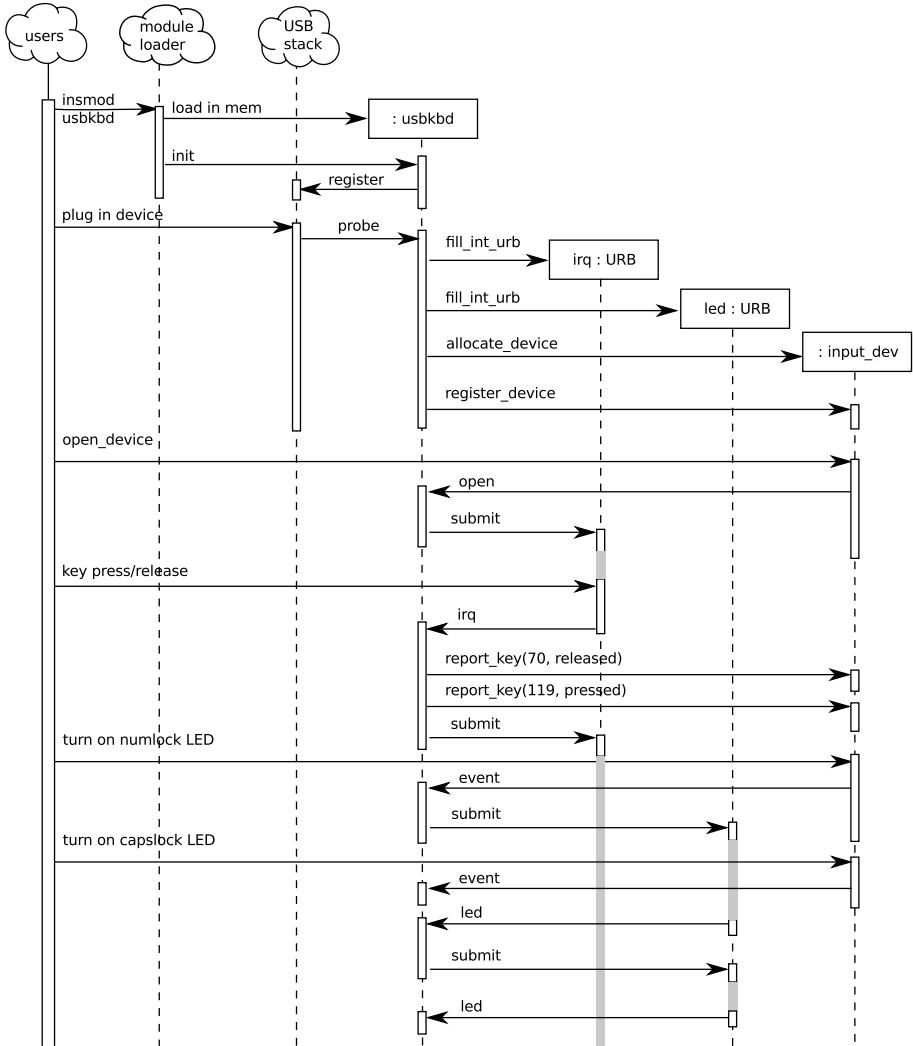 users
module
loader
USB
stack
insmod
usbkbd
load in mem
: usbkbd
init
register
plug in device
probe
fill_int_urb
irq : URB
fill_int_urb
led : URB
allocate_device
: input_dev
register_device
open_device
open
submit
key press/release
irq
report_key(70, released)
report_key(119, pressed)
submit
turn on numlock LED
event
submit
turn on capslock LED
event
led
submit
led